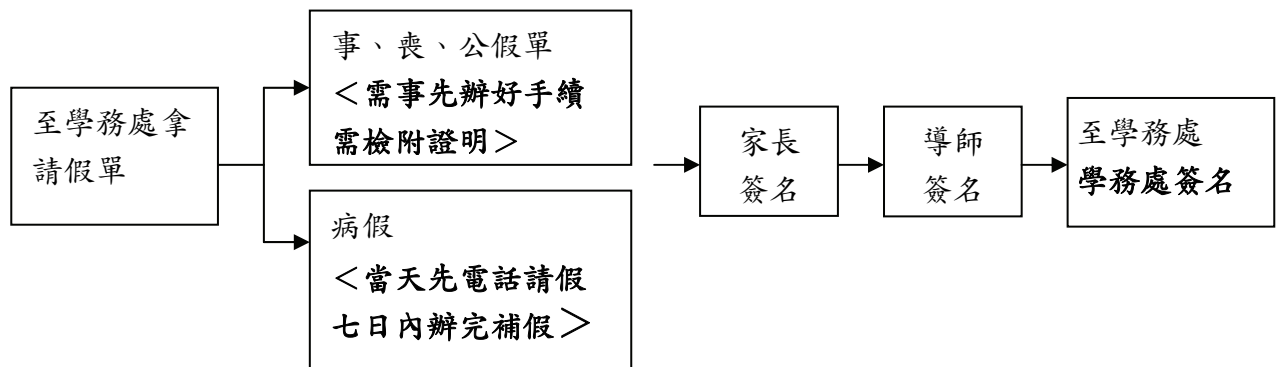 至學務處拿
請假單
事、喪、公假單
＜需事先辦好手續
需檢附證明＞
病假
＜當天先電話請假
七日內辦完補假＞
家長
簽名
導師
簽名
至學務處
學務處簽名